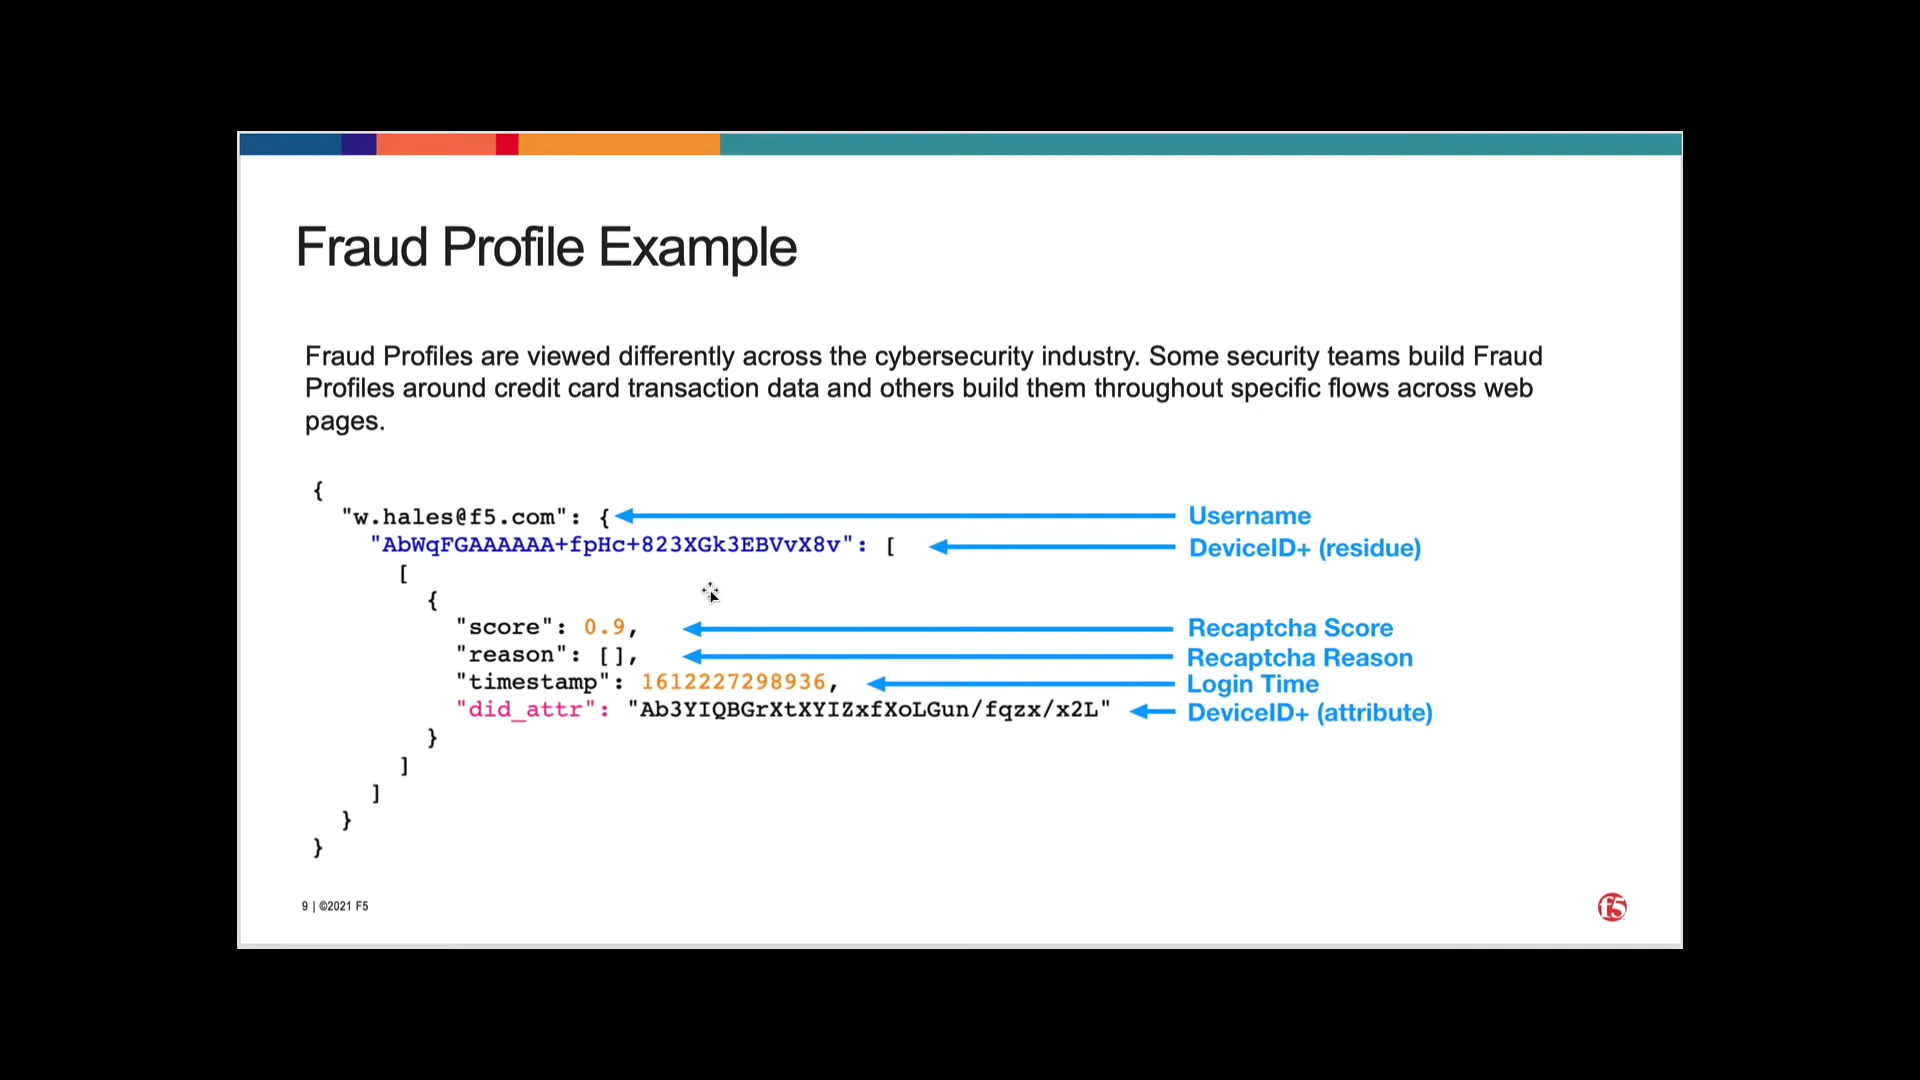 Fraud Profile Example
Fraud Profiles are viewed differently across the cybersecurity industry. Some security teams build Fraud
Profiles around credit card transaction data and others build them throughout specific flows across web
pages.
{
"w.hales@f5.com": { Username
"AbWqFGAAAAAA+fpHc+823XGk3EBVvX8v": [ DeviceID+ (residue)
[
{
"score": 0.9, Recaptcha Score
"reason": [], Recaptcha Reason
"timestamp": 1612227298936, Login Time
"did_attr": "Ab3YIQBGrXtXYIZxfXoLGun/fqzx/x2L" DeviceID+ (attribute)
}
]
]
}
}
9 | ©2021 F5
f5